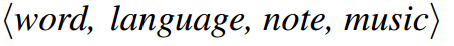 ⟨word, language, note, music⟩